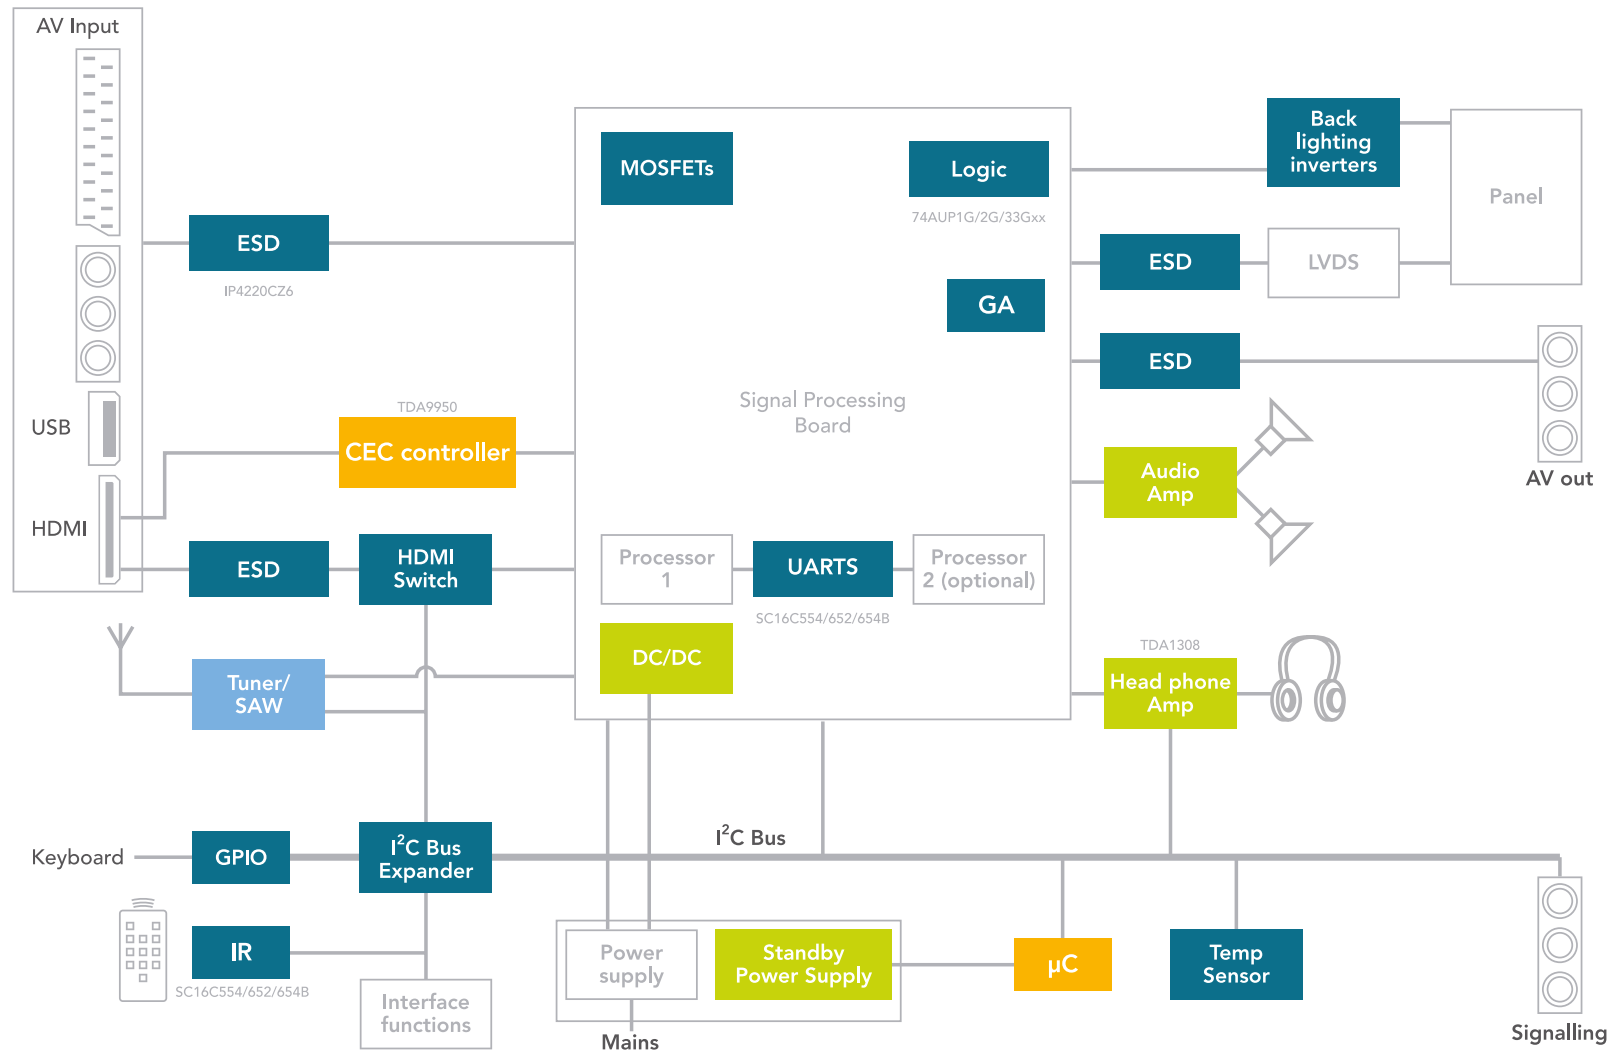 AV Input
USB
HDMI
ESD
IP4220CZ6
TDA9950
CEC controller
ESD
HDMI
Switch
Tuner/
SAW
MOSFETs
Logic
74AUP1G/2G/33Gxx
GA
Signal Processing
Board
Processor
1
UARTS
SC16C554/652/654B
Processor
2 (optional)
DC/DC
Back
lighting
inverters
Panel
ESD
LVDS
ESD
AV out
Audio
Amp
TDA1308
Head phone
Amp
Keyboard
GPIO
I²C Bus
Expander
I²C Bus
IR
SC16C554/652/654B
Interface
functions
Power
supply
Standby
Power Supply
Mains
µC
Temp
Sensor
Signalling